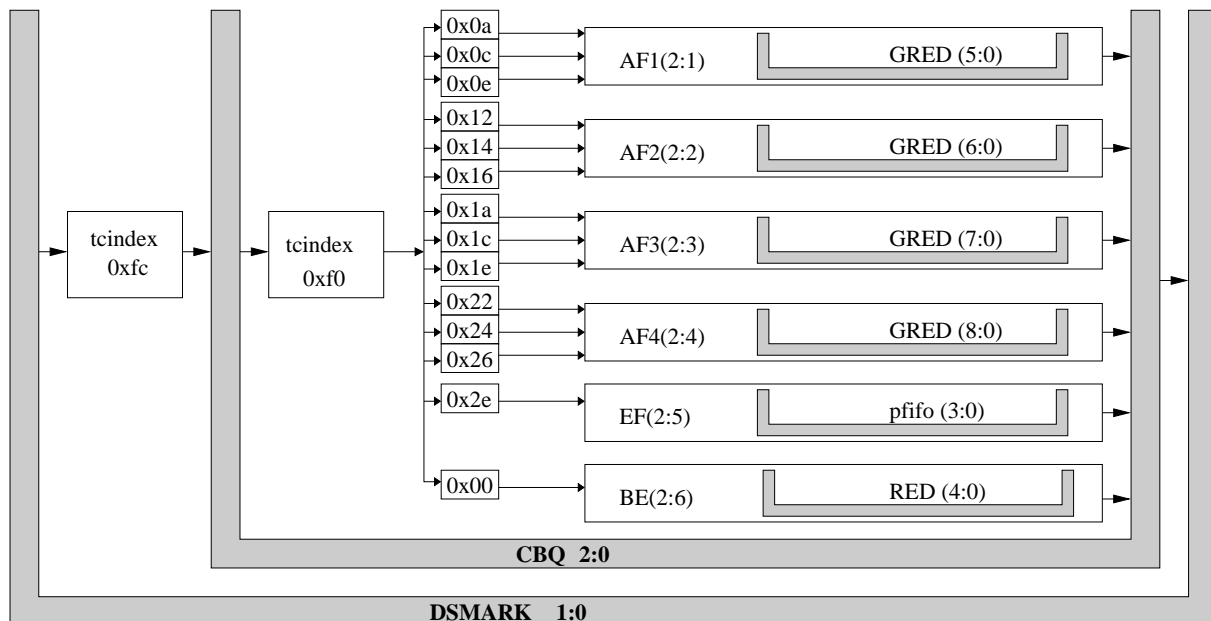 tcindex
0xfc
tcindex
0xf0
0x0a
0x0c
0x0e
0x12
0x14
0x16
0x1a
0x1c
0x1e
0x22
0x24
0x26
0x2e
0x00
AF1(2:1) GRED (5:0)
AF2(2:2) GRED (6:0)
AF3(2:3) GRED (7:0)
AF4(2:4) GRED (8:0)
EF(2:5) pfifo (3:0)
BE(2:6) RED (4:0)
CBQ 2:0
DSMARK 1:0